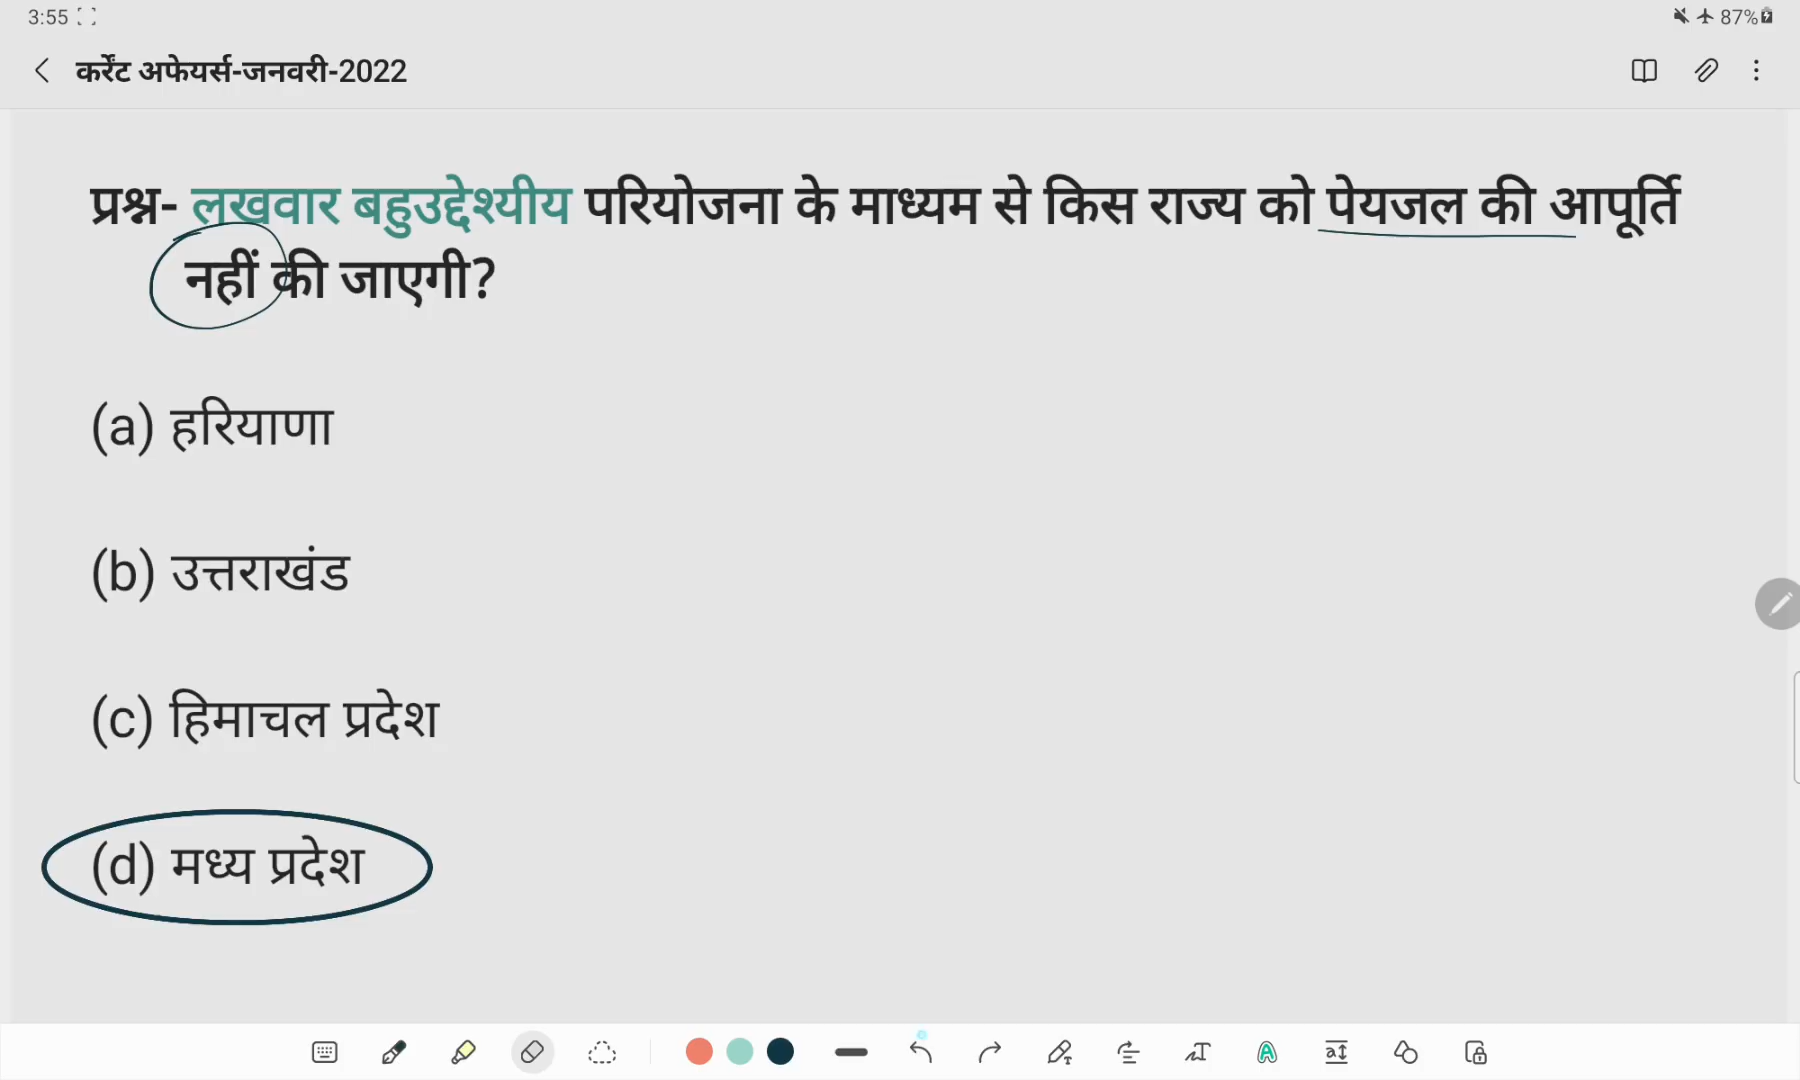 3:55
87%
करेंट अफेयर्स-जनवरी-2022
प्रश्न- लखवार बहुउद्देश्यीय परियोजना के माध्यम से किस राज्य को पेयजल की आपूर्ति
नहीं की जाएगी?
(a) हरियाणा
(b) उत्तराखंड
(c) हिमाचल प्रदेश
(d) मध्य प्रदेश